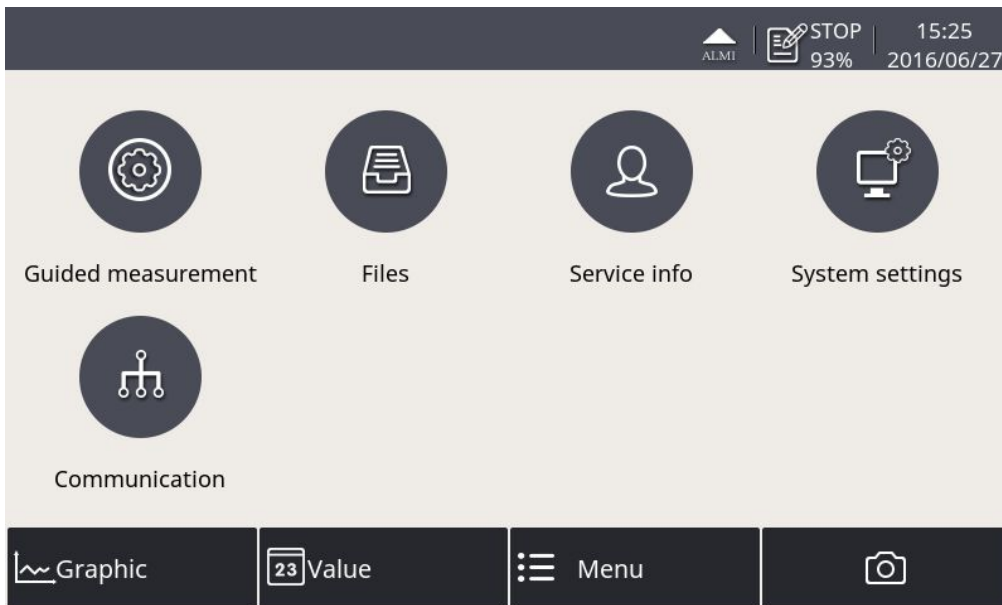 ALMI
STOP
93%
15:25
2016/06/27
Guided measurement
Files
Service info
System settings
Communication
Graphic
23
Value
Menu